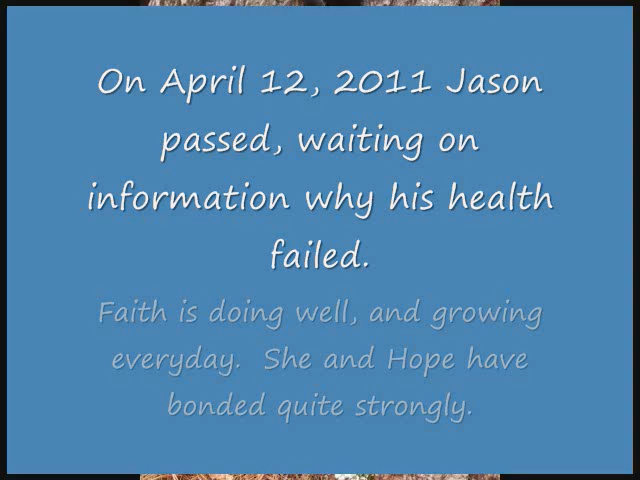 On April 12, 2011 Jason
passed, waiting on
information why his health
failed.
Faith is doing well, and growing
everyday.  She and Hope have
bonded quite strongly.